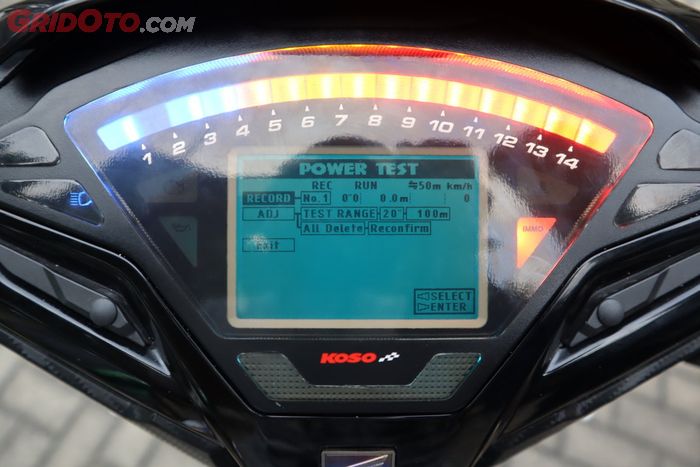 GRIDOTO.COM
1 2 3 4 5 6 7 8 9 10 11 12 13 14
POWER TEST
REC RUN ⇆50m km/h
RECORD No.1 0'0 0.0m 0
ADJ TEST RANGE 20" 100m
All Delete Reconfirm
Exit
IMMO
◁SELECT
▷ENTER
KOSO